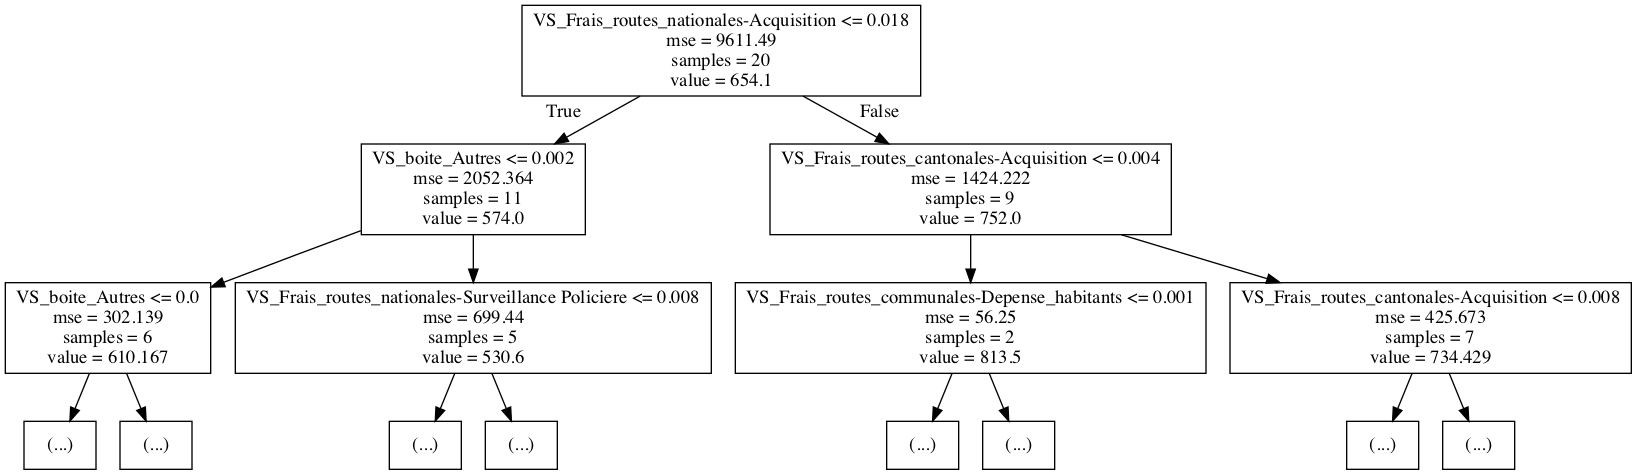 VS_Frais_routes_nationales-Acquisition <= 0.018
mse = 9611.49
samples = 20
value = 654.1
True
False
VS_boite_Autres <= 0.002
mse = 2052.364
samples = 11
value = 574.0
VS_Frais_routes_cantonales-Acquisition <= 0.004
mse = 1424.222
samples = 9
value = 752.0
VS_boite_Autres <= 0.0
mse = 302.139
samples = 6
value = 610.167
VS_Frais_routes_nationales-Surveillance Policiere <= 0.008
mse = 699.44
samples = 5
value = 530.6
VS_Frais_routes_communales-Depense_habitants <= 0.001
mse = 56.25
samples = 2
value = 813.5
VS_Frais_routes_cantonales-Acquisition <= 0.008
mse = 425.673
samples = 7
value = 734.429
(...)
(...)
(...)
(...)
(...)
(...)
(...)
(...)